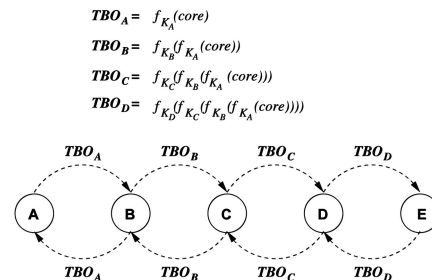 TBO_A = f_{K_A}(core)
TBO_B = f_{K_B}(f_{K_A}(core))
TBO_C = f_{K_C}(f_{K_B}(f_{K_A}(core)))
TBO_D = f_{K_D}(f_{K_C}(f_{K_B}(f_{K_A}(core))))
TBO_A TBO_B TBO_C TBO_D
A B C D E
TBO_A TBO_B TBO_C TBO_D